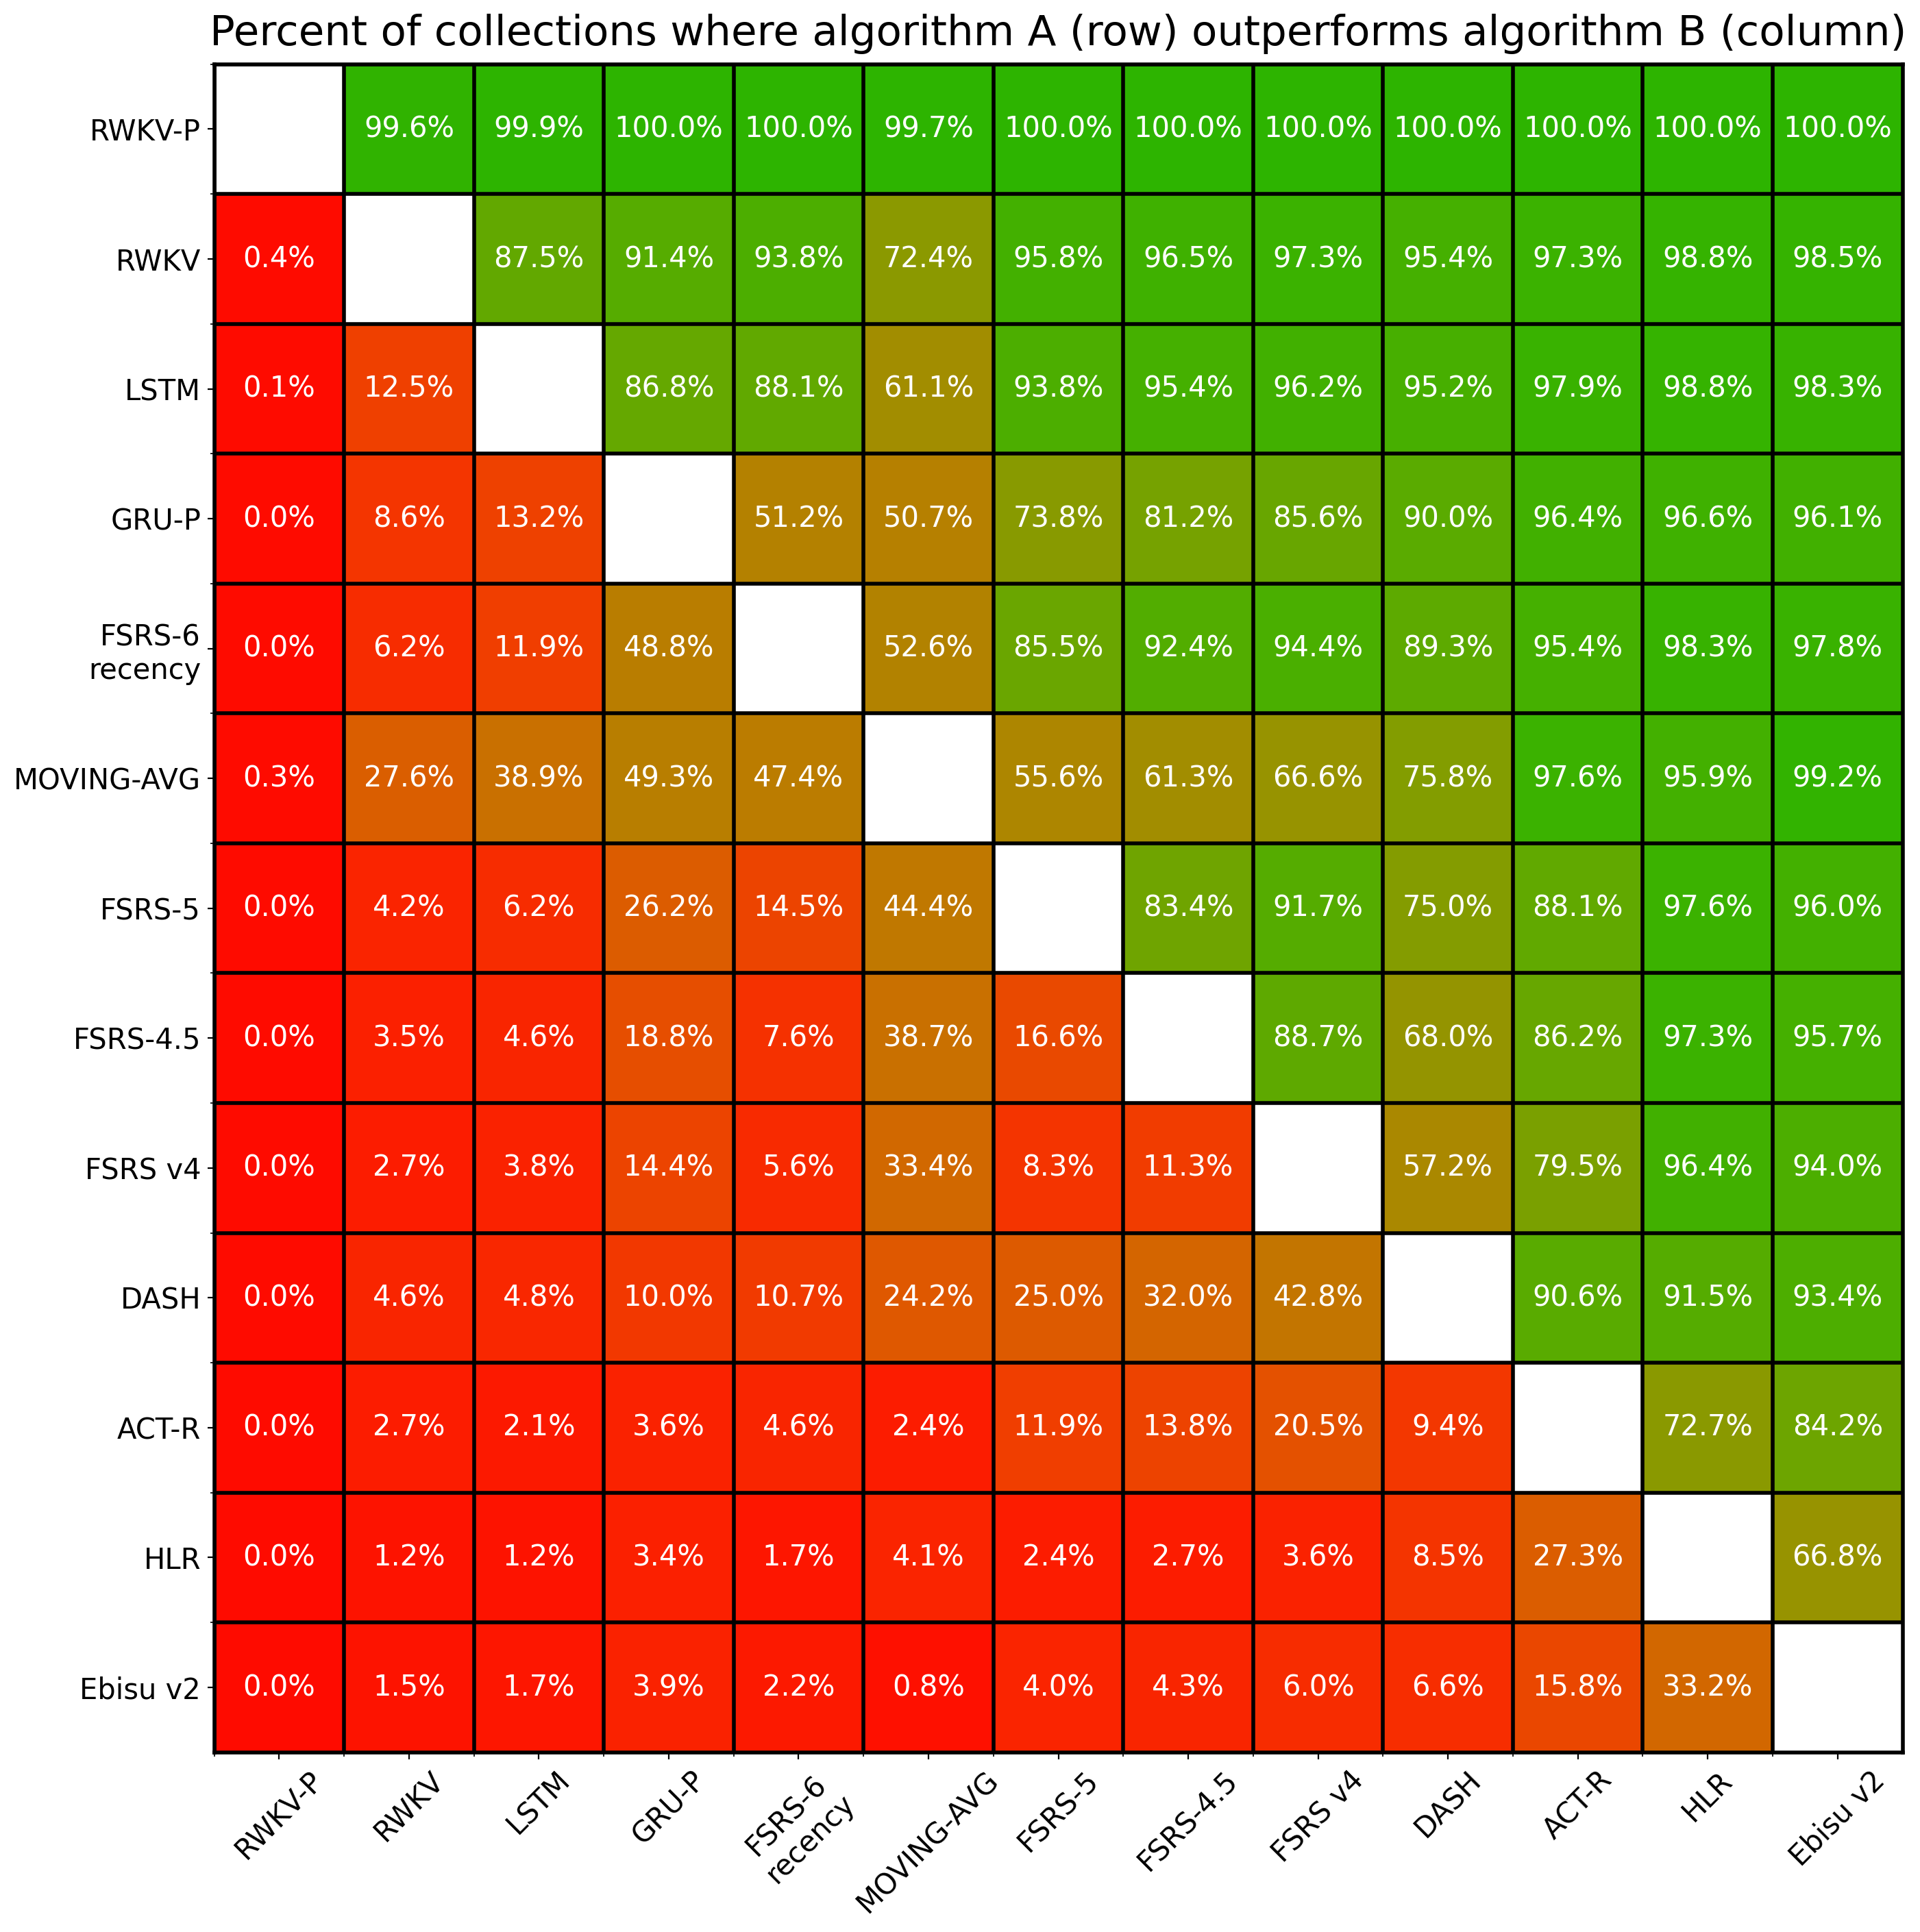 Percent of collections where algorithm A (row) outperforms algorithm B (column)
RWKV-P 99.6% 99.9% 100.0% 100.0% 99.7% 100.0% 100.0% 100.0% 100.0% 100.0% 100.0% 100.0%
RWKV 0.4% 87.5% 91.4% 93.8% 72.4% 95.8% 96.5% 97.3% 95.4% 97.3% 98.8% 98.5%
LSTM 0.1% 12.5% 86.8% 88.1% 61.1% 93.8% 95.4% 96.2% 95.2% 97.9% 98.8% 98.3%
GRU-P 0.0% 8.6% 13.2% 51.2% 50.7% 73.8% 81.2% 85.6% 90.0% 96.4% 96.6% 96.1%
FSRS-6
recency
0.0% 6.2% 11.9% 48.8% 52.6% 85.5% 92.4% 94.4% 89.3% 95.4% 98.3% 97.8%
MOVING-AVG 0.3% 27.6% 38.9% 49.3% 47.4% 55.6% 61.3% 66.6% 75.8% 97.6% 95.9% 99.2%
FSRS-5 0.0% 4.2% 6.2% 26.2% 14.5% 44.4% 83.4% 91.7% 75.0% 88.1% 97.6% 96.0%
FSRS-4.5 0.0% 3.5% 4.6% 18.8% 7.6% 38.7% 16.6% 88.7% 68.0% 86.2% 97.3% 95.7%
FSRS v4 0.0% 2.7% 3.8% 14.4% 5.6% 33.4% 8.3% 11.3% 57.2% 79.5% 96.4% 94.0%
DASH 0.0% 4.6% 4.8% 10.0% 10.7% 24.2% 25.0% 32.0% 42.8% 90.6% 91.5% 93.4%
ACT-R 0.0% 2.7% 2.1% 3.6% 4.6% 2.4% 11.9% 13.8% 20.5% 9.4% 72.7% 84.2%
HLR 0.0% 1.2% 1.2% 3.4% 1.7% 4.1% 2.4% 2.7% 3.6% 8.5% 27.3% 66.8%
Ebisu v2 0.0% 1.5% 1.7% 3.9% 2.2% 0.8% 4.0% 4.3% 6.0% 6.6% 15.8% 33.2%
RWKV-P
RWKV
LSTM
GRU-P
FSRS-6
recency
MOVING-AVG
FSRS-5
FSRS-4.5
FSRS v4
DASH
ACT-R
HLR
Ebisu v2